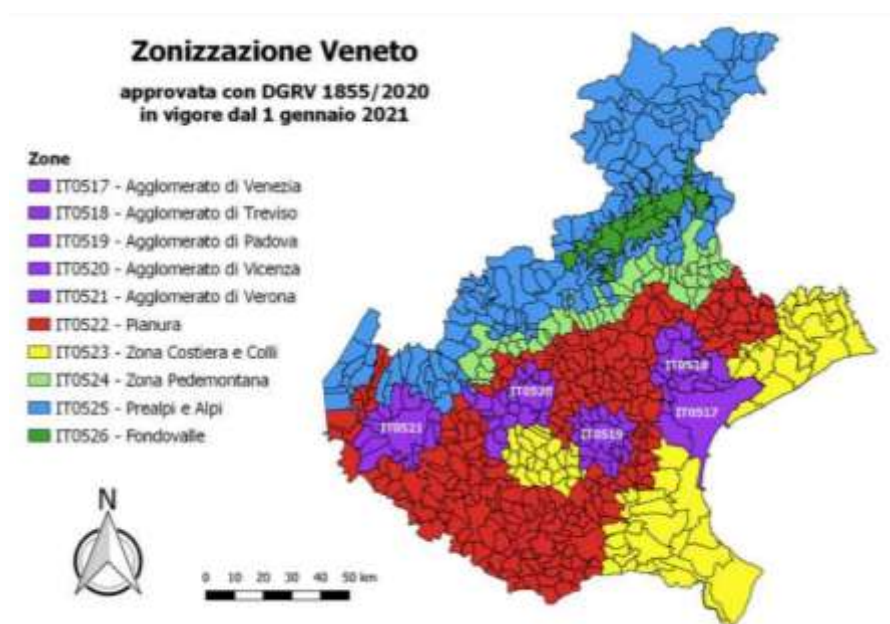 Zonizzazione Veneto
approvata con DGRV 1855/2020
in vigore dal 1 gennaio 2021
Zone
IT0517 - Agglomerato di Venezia
IT0518 - Agglomerato di Treviso
IT0519 - Agglomerato di Padova
IT0520 - Agglomerato di Vicenza
IT0521 - Agglomerato di Verona
IT0522 - Pianura
IT0523 - Zona Costiera e Colli
IT0524 - Zona Pedemontana
IT0525 - Prealpi e Alpi
IT0526 - Fondovalle
IT0518
IT0520
IT0517
IT0521
IT0519
N
0 10 20 30 40 50 km